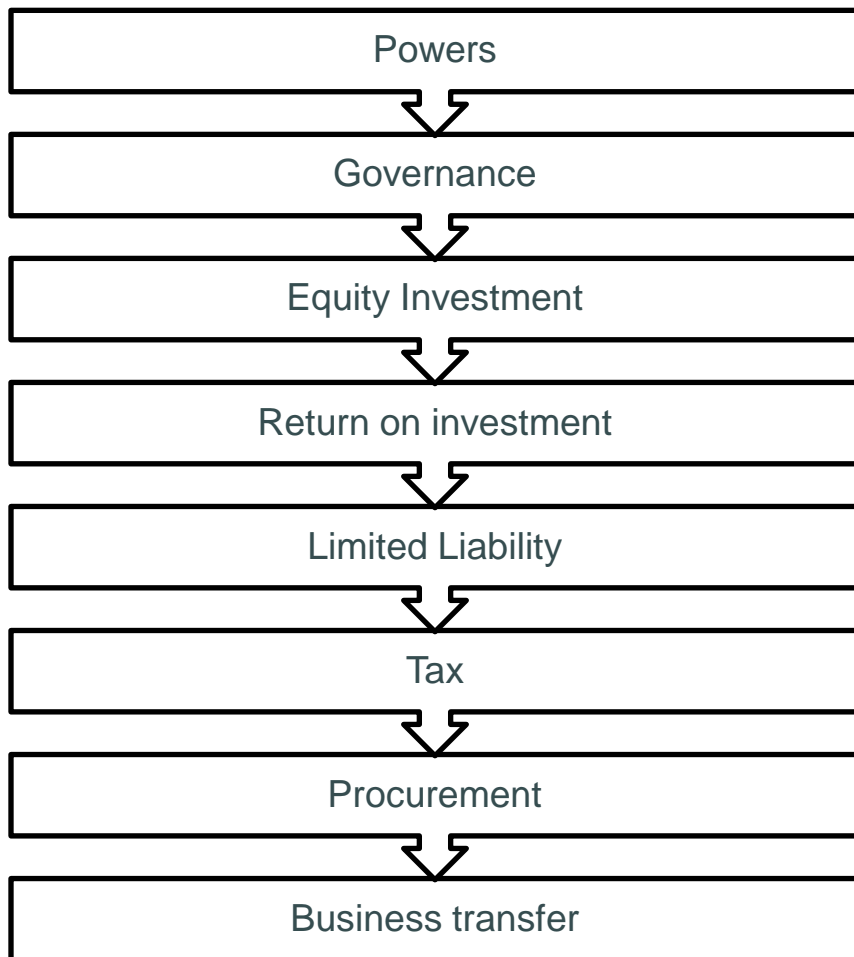 Powers
Governance
Equity Investment
Return on investment
Limited Liability
Tax
Procurement
Business transfer